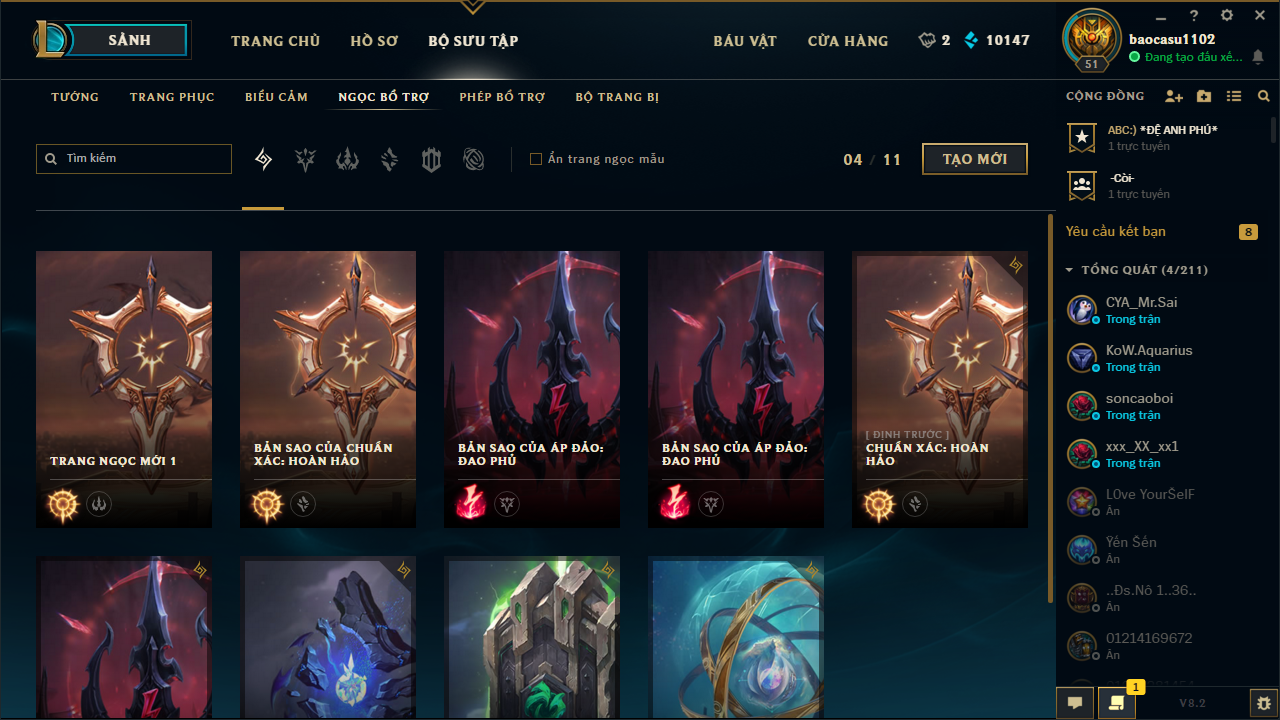 SẢNH
TRANG CHỦ
HỒ SƠ
BỘ SƯU TẬP
BÁU VẬT
CỬA HÀNG
2
10147
51
baocasu1102
Đang tạo đấu xế...
TƯỚNG
TRANG PHỤC
BIỂU CẢM
NGỌC BỔ TRỢ
PHÉP BỔ TRỢ
BỘ TRANG BỊ
Tìm kiếm
Ẩn trang ngọc mẫu
04 / 11
TẠO MỚI
TRANG NGỌC MỚI 1
BẢN SAO CỦA CHUẨN
XÁC: HOÀN HẢO
BẢN SAO CỦA ÁP ĐẢO:
ĐAO PHỦ
BẢN SAO CỦA ÁP ĐẢO:
ĐAO PHỦ
[ ĐỊNH TRƯỚC ]
CHUẨN XÁC: HOÀN
HẢO
CỘNG ĐỒNG
ABC:) *ĐỆ ANH PHÚ*
1 trực tuyến
-Còi-
1 trực tuyến
Yêu cầu kết bạn
8
TỔNG QUÁT (4/211)
CYA_Mr.Sai
Trong trận
KoW.Aquarius
Trong trận
soncaoboi
Trong trận
xxx_XX_xx1
Trong trận
L0ve YourŠelF
Ẩn
Ÿến Šến
Ẩn
..Ðs.Nô 1..36..
Ẩn
01214169672
Ẩn
1
V8.2